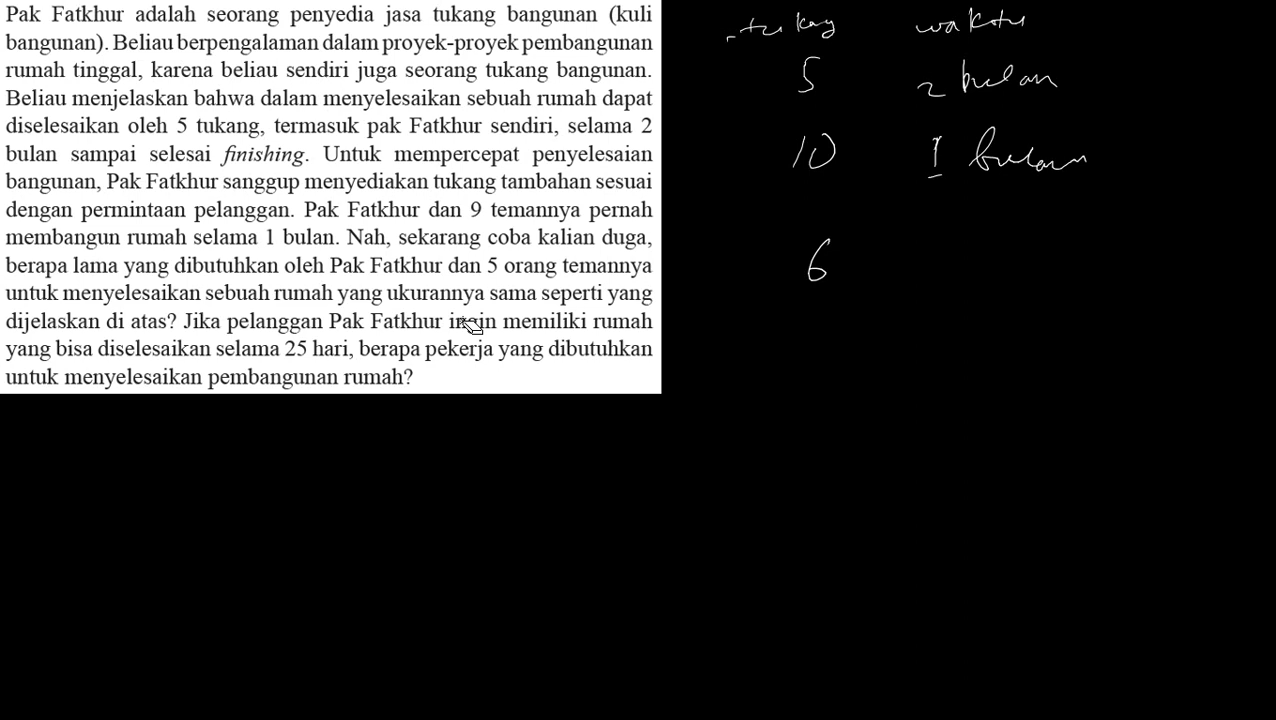 Pak Fatkhur adalah seorang penyedia jasa tukang bangunan (kuli
bangunan). Beliau berpengalaman dalam proyek-proyek pembangunan
rumah tinggal, karena beliau sendiri juga seorang tukang bangunan.
Beliau menjelaskan bahwa dalam menyelesaikan sebuah rumah dapat
diselesaikan oleh 5 tukang, termasuk pak Fatkhur sendiri, selama 2
bulan sampai selesai finishing. Untuk mempercepat penyelesaian
bangunan, Pak Fatkhur sanggup menyediakan tukang tambahan sesuai
dengan permintaan pelanggan. Pak Fatkhur dan 9 temannya pernah
membangun rumah selama 1 bulan. Nah, sekarang coba kalian duga,
berapa lama yang dibutuhkan oleh Pak Fatkhur dan 5 orang temannya
untuk menyelesaikan sebuah rumah yang ukurannya sama seperti yang
dijelaskan di atas? Jika pelanggan Pak Fatkhur ingin memiliki rumah
yang bisa diselesaikan selama 25 hari, berapa pekerja yang dibutuhkan
untuk menyelesaikan pembangunan rumah?
tukang waktu
5 2 bulan
10 1 bulan
6